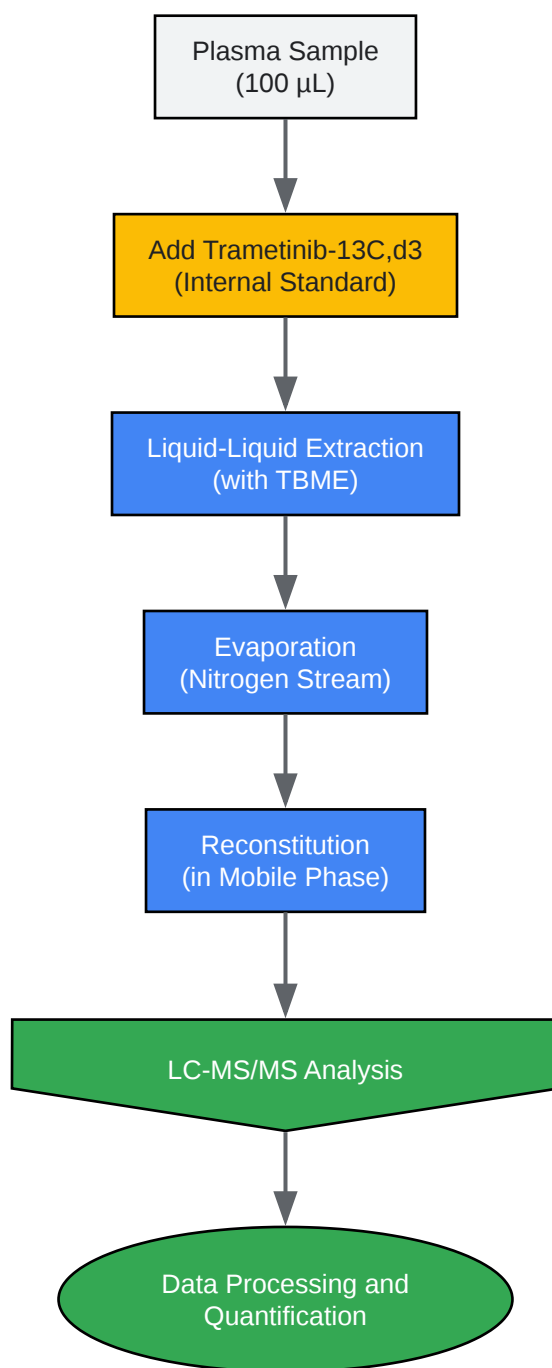 Plasma Sample
(100 µL)
Add Trametinib-13C,d3
(Internal Standard)
Liquid-Liquid Extraction
(with TBME)
Evaporation
(Nitrogen Stream)
Reconstitution
(in Mobile Phase)
LC-MS/MS Analysis
Data Processing and
Quantification